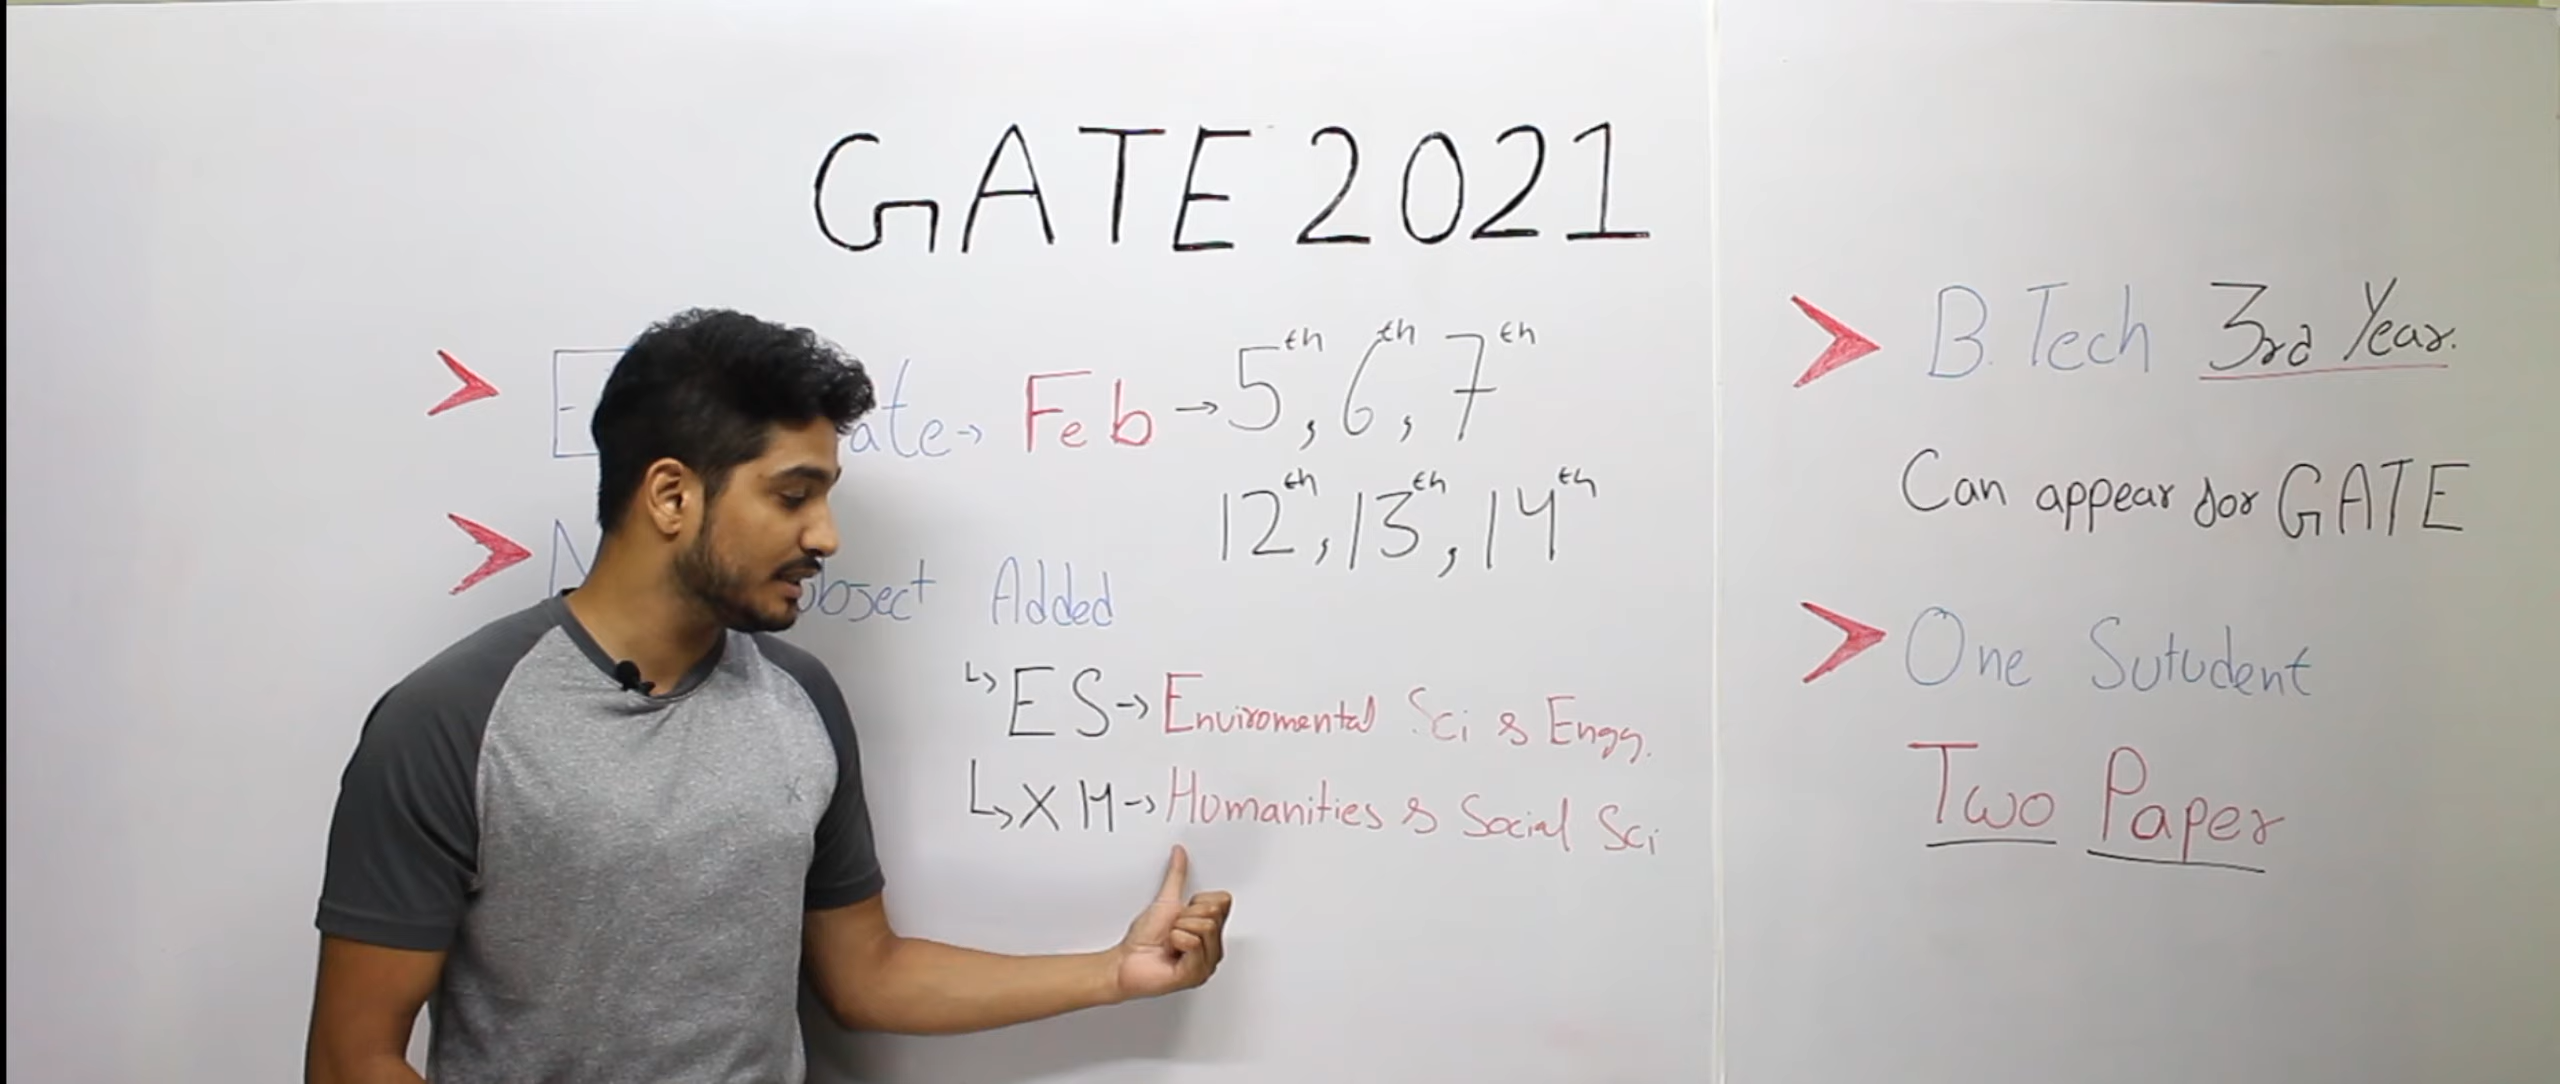 GATE 2021
ate → Feb → 5th, 6th, 7th
12th, 13th, 14th
Added
↳ ES → Enviromental Sci & Engg.
↳ XH → Humanities & Social Sci
B.Tech 3rd Year.
Can appear for GATE
One Sutudent
Two Paper